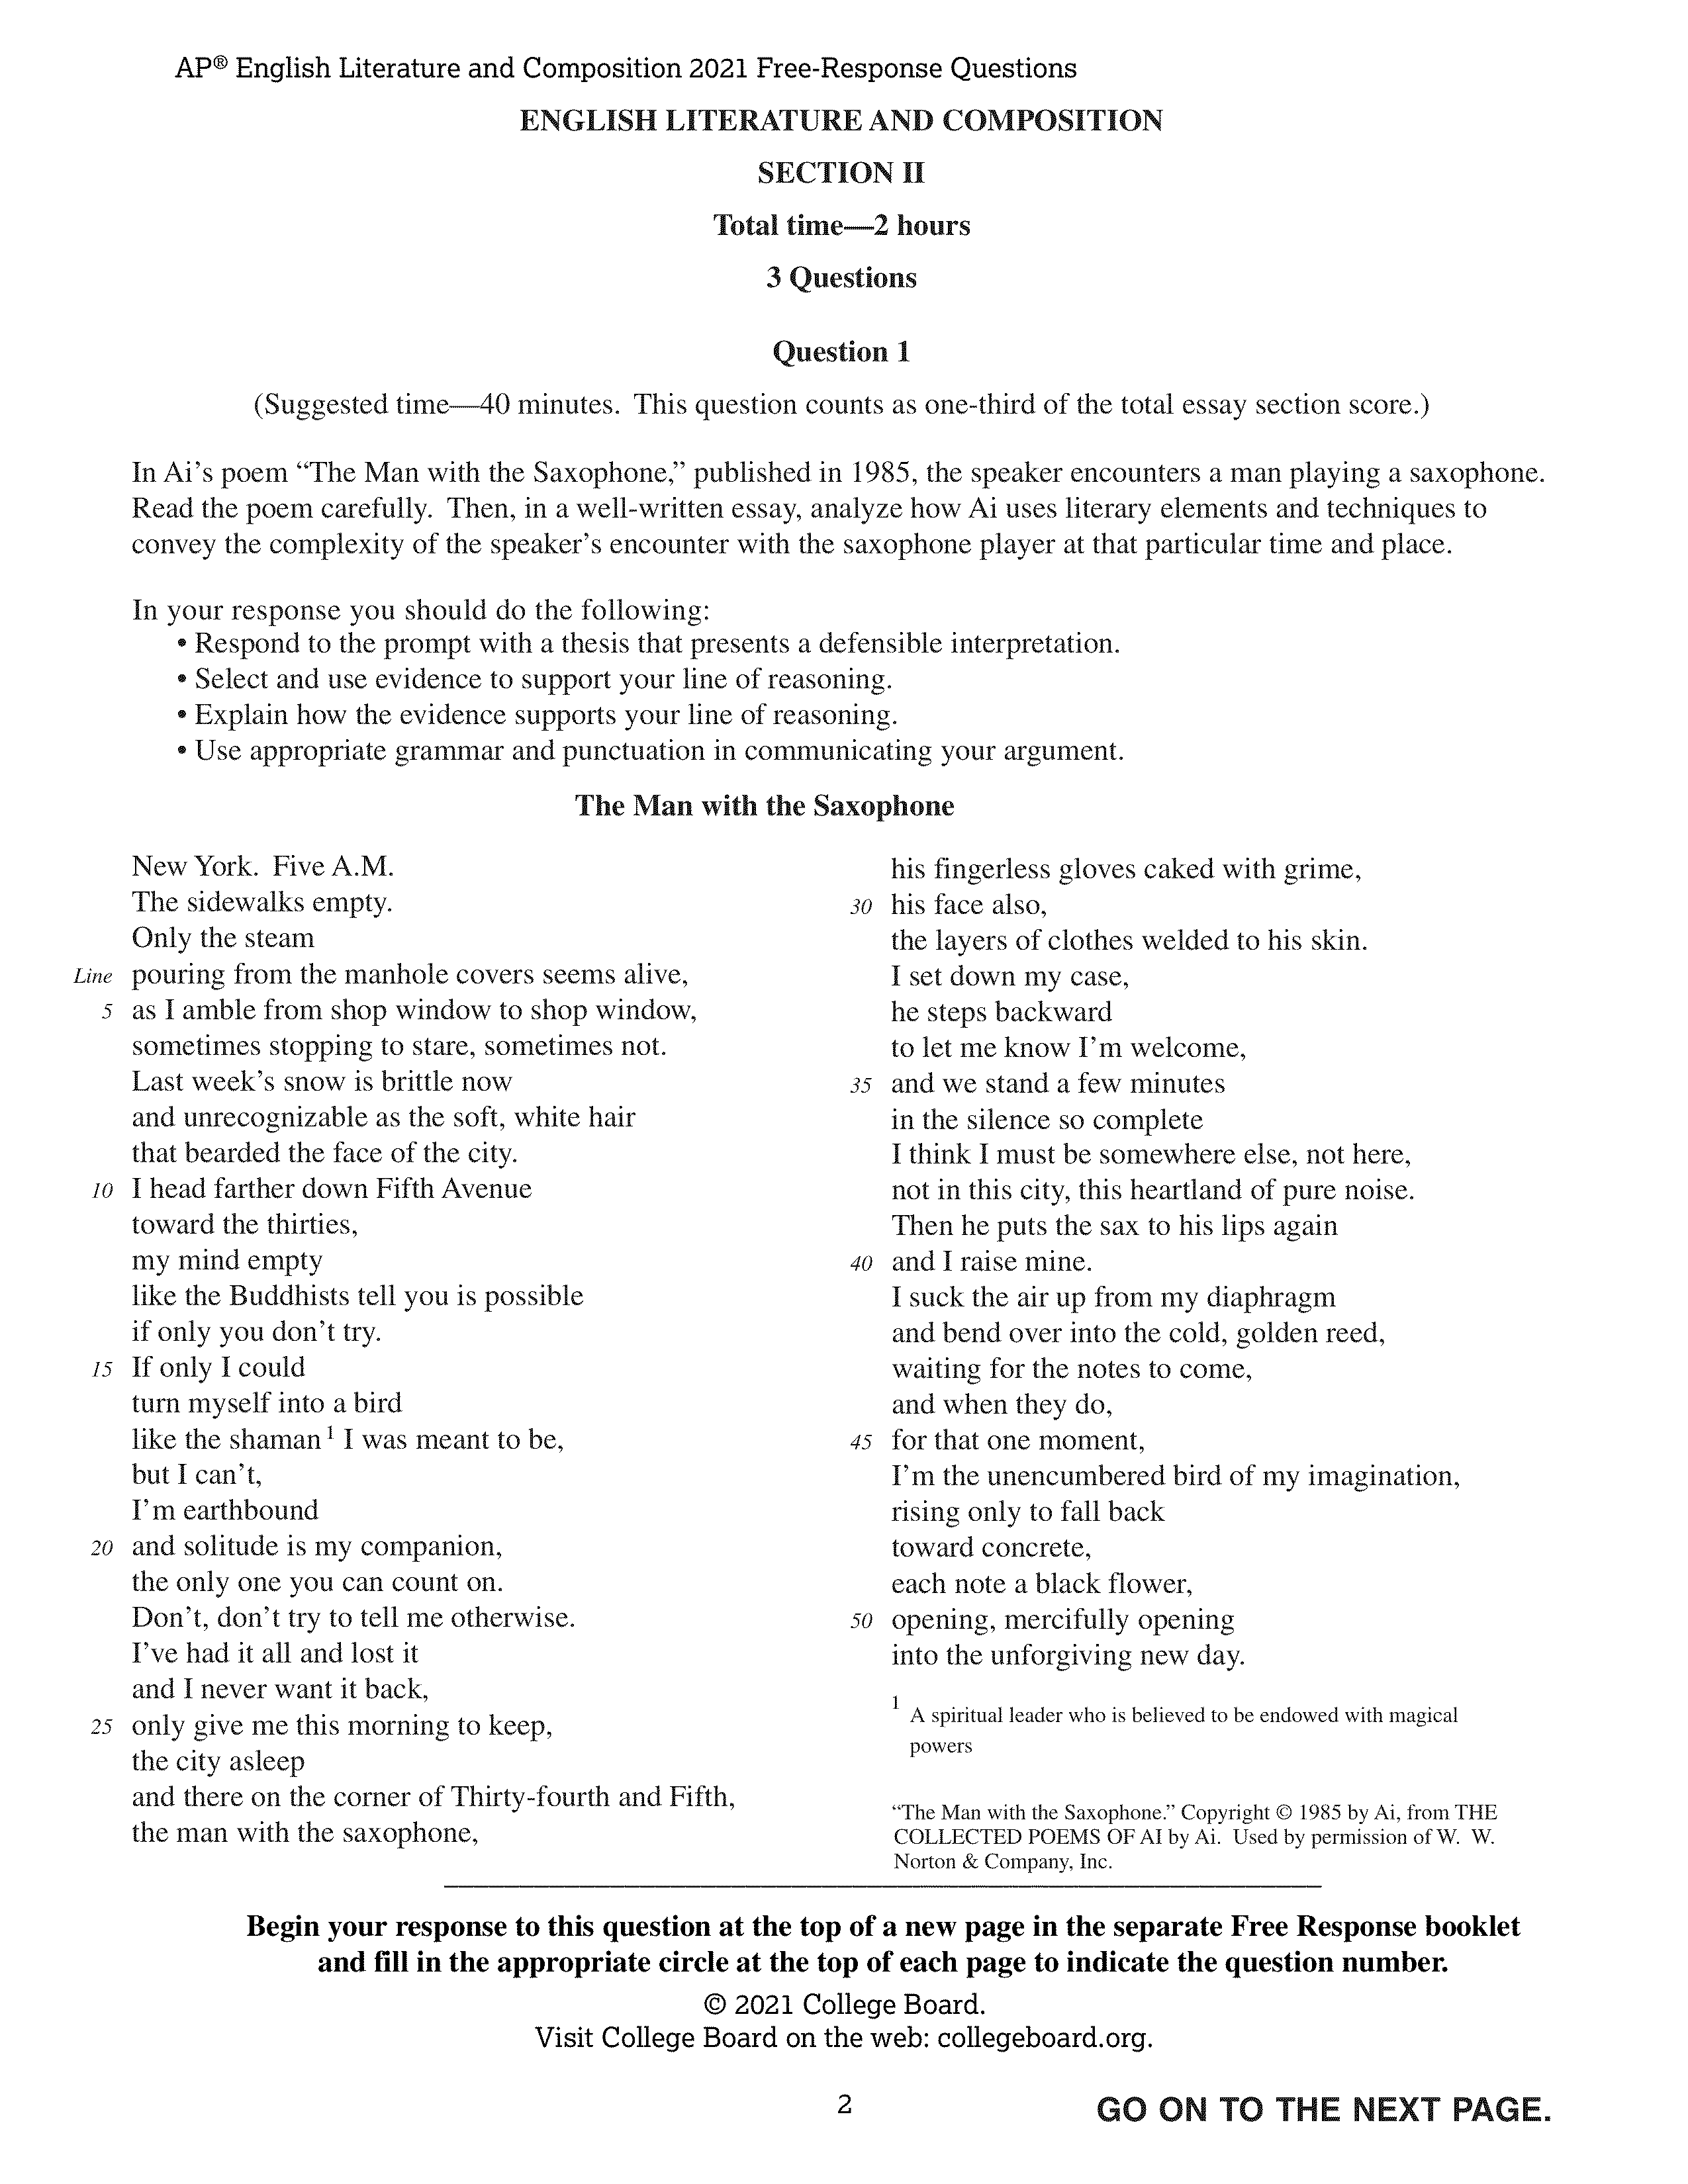 AP® English Literature and Composition 2021 Free-Response Questions
ENGLISH LITERATURE AND COMPOSITION
SECTION II
Total time—2 hours
3 Questions
Question 1
(Suggested time—40 minutes. This question counts as one-third of the total essay section score.)
In Ai’s poem “The Man with the Saxophone,” published in 1985, the speaker encounters a man playing a saxophone.
Read the poem carefully. Then, in a well-written essay, analyze how Ai uses literary elements and techniques to
convey the complexity of the speaker’s encounter with the saxophone player at that particular time and place.
In your response you should do the following:
• Respond to the prompt with a thesis that presents a defensible interpretation.
• Select and use evidence to support your line of reasoning.
• Explain how the evidence supports your line of reasoning.
• Use appropriate grammar and punctuation in communicating your argument.
The Man with the Saxophone
New York. Five A.M.
The sidewalks empty.
Only the steam
Line pouring from the manhole covers seems alive,
5 as I amble from shop window to shop window,
sometimes stopping to stare, sometimes not.
Last week’s snow is brittle now
and unrecognizable as the soft, white hair
that bearded the face of the city.
10 I head farther down Fifth Avenue
toward the thirties,
my mind empty
like the Buddhists tell you is possible
if only you don’t try.
15 If only I could
turn myself into a bird
like the shaman 1 I was meant to be,
but I can’t,
I’m earthbound
20 and solitude is my companion,
the only one you can count on.
Don’t, don’t try to tell me otherwise.
I’ve had it all and lost it
and I never want it back,
25 only give me this morning to keep,
the city asleep
and there on the corner of Thirty-fourth and Fifth,
the man with the saxophone,
his fingerless gloves caked with grime,
30 his face also,
the layers of clothes welded to his skin.
I set down my case,
he steps backward
to let me know I’m welcome,
35 and we stand a few minutes
in the silence so complete
I think I must be somewhere else, not here,
not in this city, this heartland of pure noise.
Then he puts the sax to his lips again
40 and I raise mine.
I suck the air up from my diaphragm
and bend over into the cold, golden reed,
waiting for the notes to come,
and when they do,
45 for that one moment,
I’m the unencumbered bird of my imagination,
rising only to fall back
toward concrete,
each note a black flower,
50 opening, mercifully opening
into the unforgiving new day.
1 A spiritual leader who is believed to be endowed with magical
powers
“The Man with the Saxophone.” Copyright © 1985 by Ai, from THE
COLLECTED POEMS OF AI by Ai. Used by permission of W. W.
Norton & Company, Inc.
Begin your response to this question at the top of a new page in the separate Free Response booklet
and fill in the appropriate circle at the top of each page to indicate the question number.
© 2021 College Board.
Visit College Board on the web: collegeboard.org.
2
GO ON TO THE NEXT PAGE.